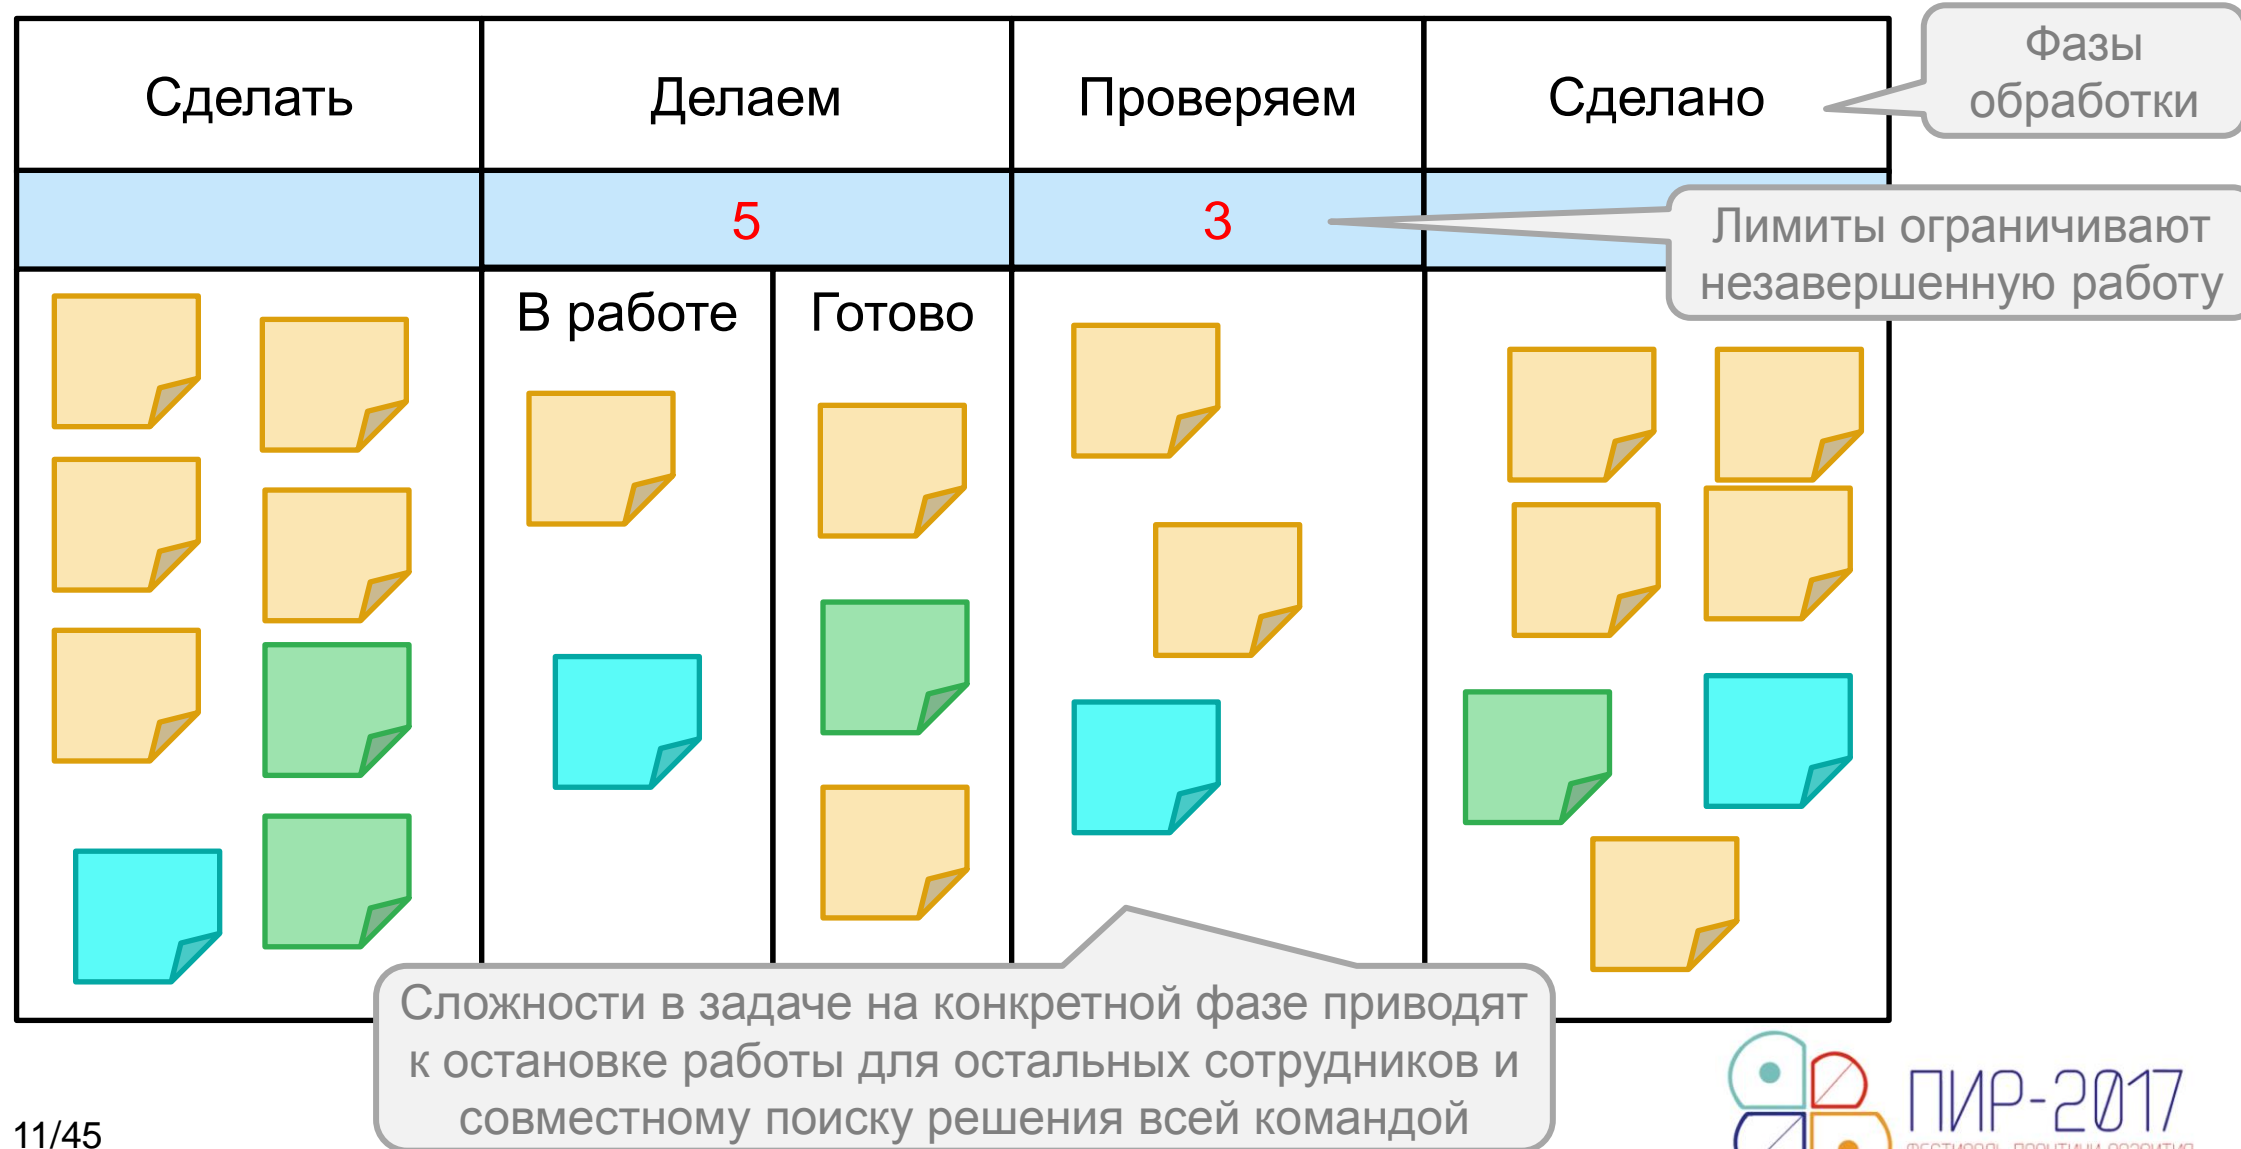 Сделать
Делаем
Проверяем
Сделано
Фазы
обработки
5
3
Лимиты ограничивают
незавершенную работу
В работе
Готово
Сложности в задаче на конкретной фазе приводят
к остановке работы для остальных сотрудников и
совместному поиску решения всей командой
11/45
ПИР-2017